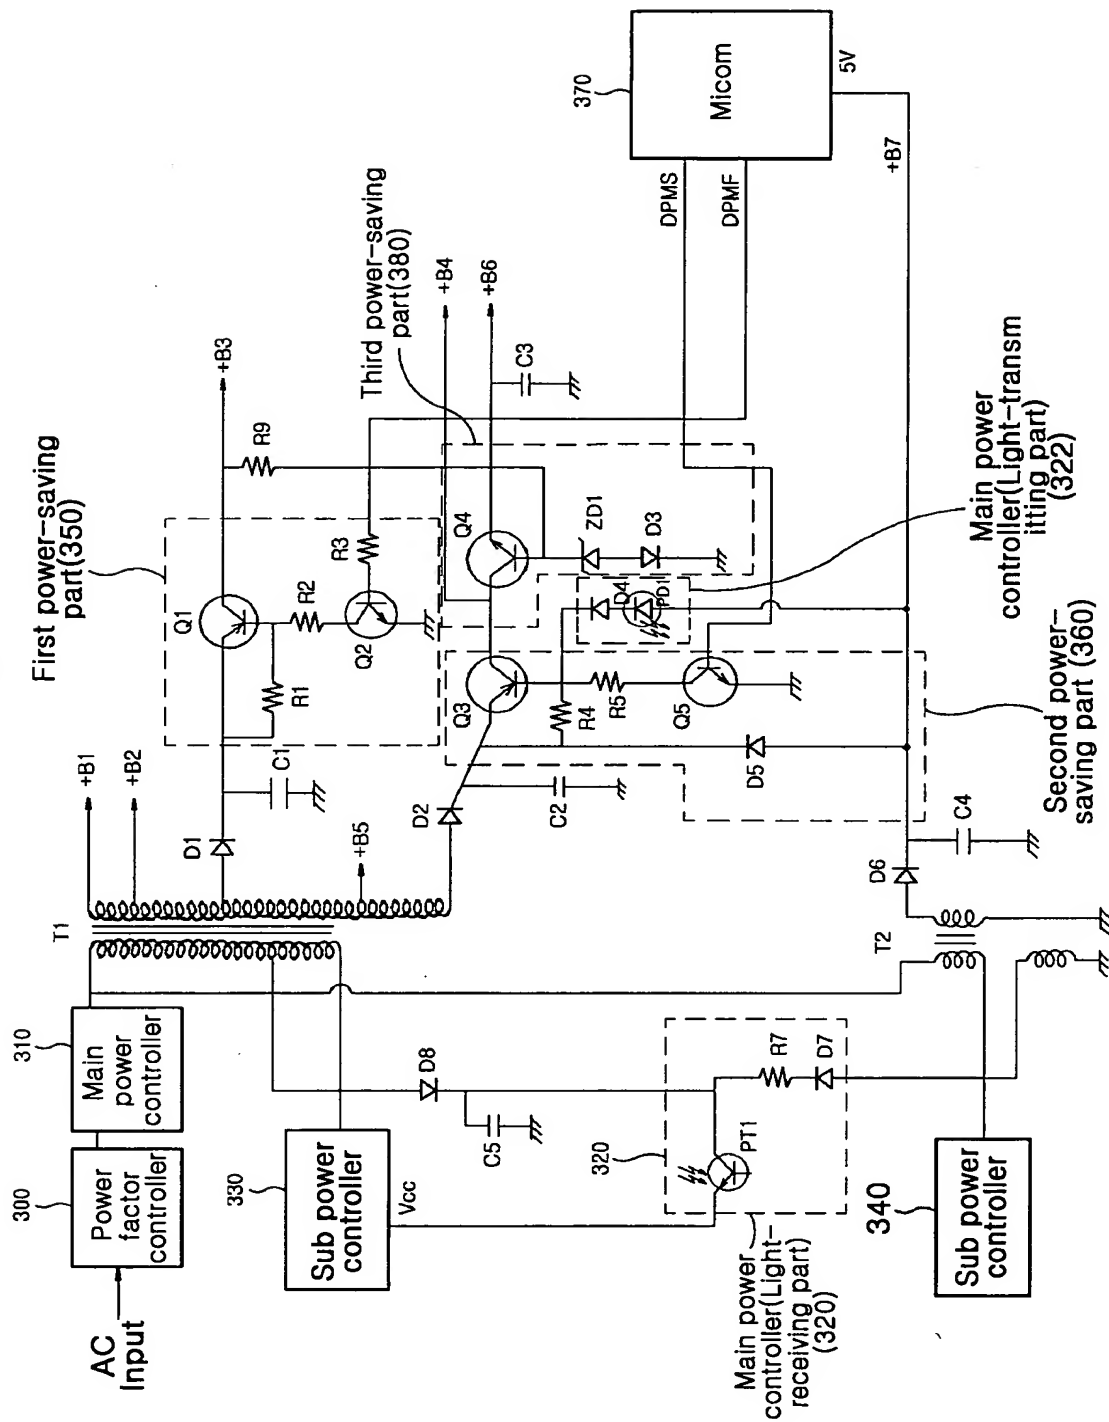 AC
Input
300
Power
factor
controller
310
Main
power
controller
T1
+B1
+B2
+B5
D1
C1
First power-saving
part(350)
Q1
R1
R2
Q2
R3
+B3
R9
330
Sub power
controller
Vcc
D8
C5
D2
C2
Third power-saving
part(380)
+B4
+B6
C3
Q3
Q4
R4
R5
Q5
ZD1
D3
D4
PD1
D5
370
Micom
DPMS
DPMF
5V
+B7
320
PT1
R7
D7
Main power
controller(Light-
receiving part)
(320)
340
Sub power
controller
T2
D6
C4
Second power-
saving part (360)
Main power
controller(Light-transm
itting part)
(322)